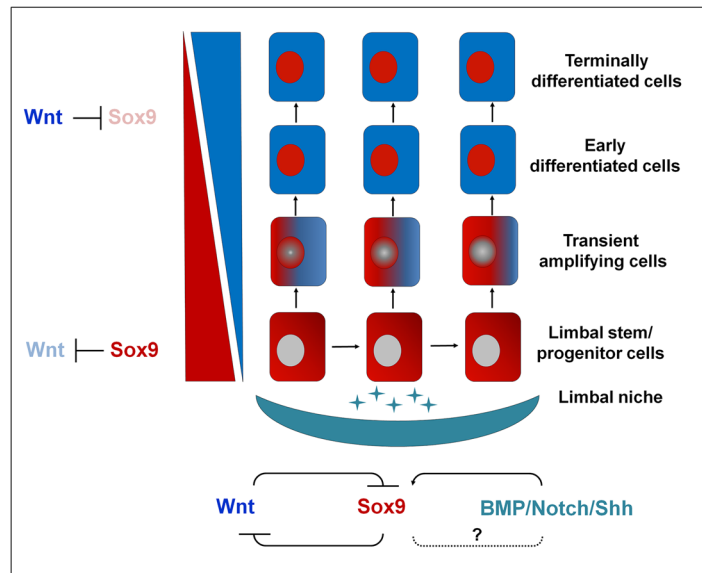 Terminally
differentiated cells
Wnt Sox9
Early
differentiated cells
Transient
amplifying cells
Wnt Sox9
Limbal stem/
progenitor cells
Limbal niche
Wnt Sox9 BMP/Notch/Shh
?